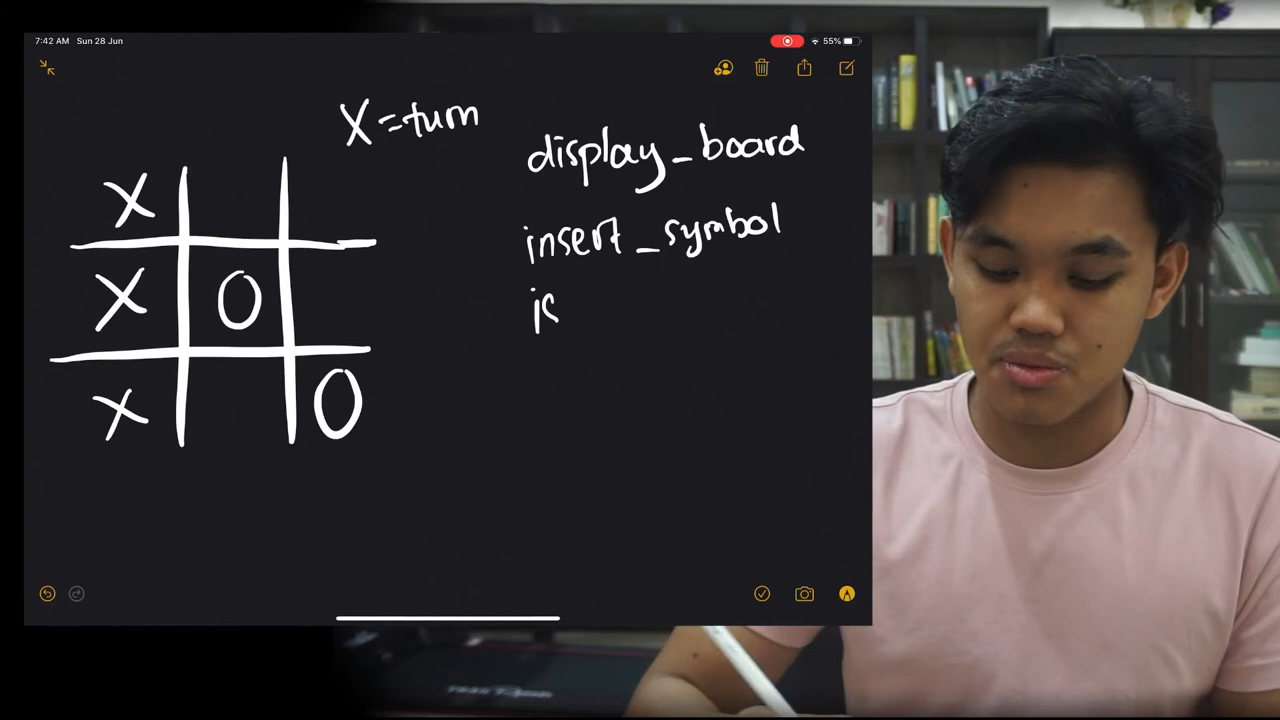 7:42 AM Sun 28 Jun
55%
X=turn
display_board
insert_symbol
is
X
X O
X O